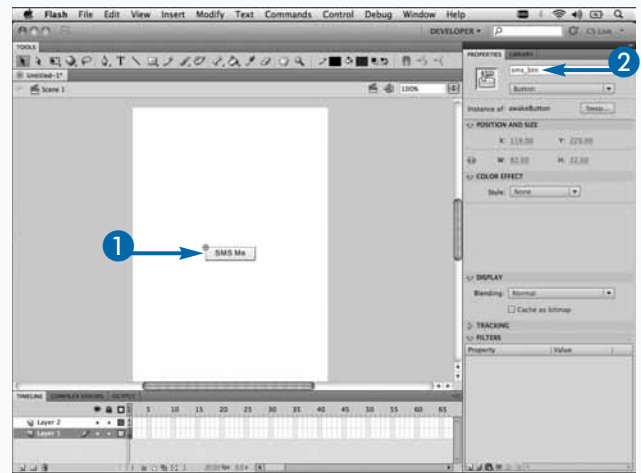 Flash File Edit View Insert Modify Text Commands Control Debug Window Help
DEVELOPER CS Live
TOOLS
Untitled-1*
Scene 1 100%
PROPERTIES LIBRARY
sms_btn
2
Button
Instance of: awakeButton Swap...
POSITION AND SIZE
X: 119.00 Y: 229.00
W: 82.00 H: 22.00
COLOR EFFECT
Style: None
1
SMS Me
DISPLAY
Blending: Normal
Cache as bitmap
TRACKING
FILTERS
Property Value
TIMELINE COMPILER ERRORS OUTPUT
5 10 15 20 25 30 35 40 45 50 55 60 65
Layer 2
Layer 1